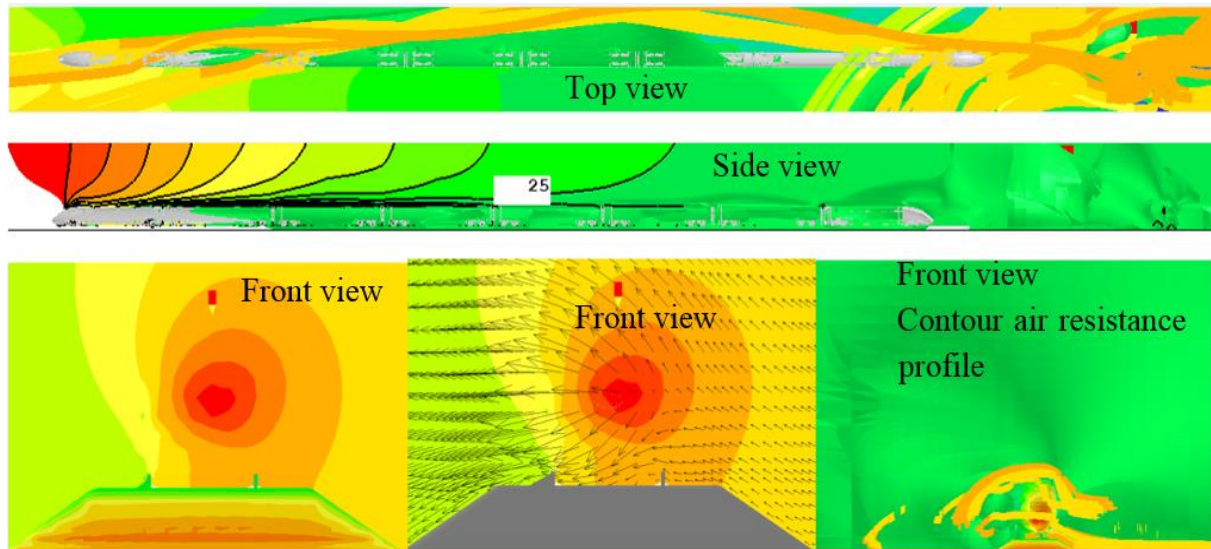 Top view
Side view
25
Front view
Front view
Front view
Contour air resistance
profile